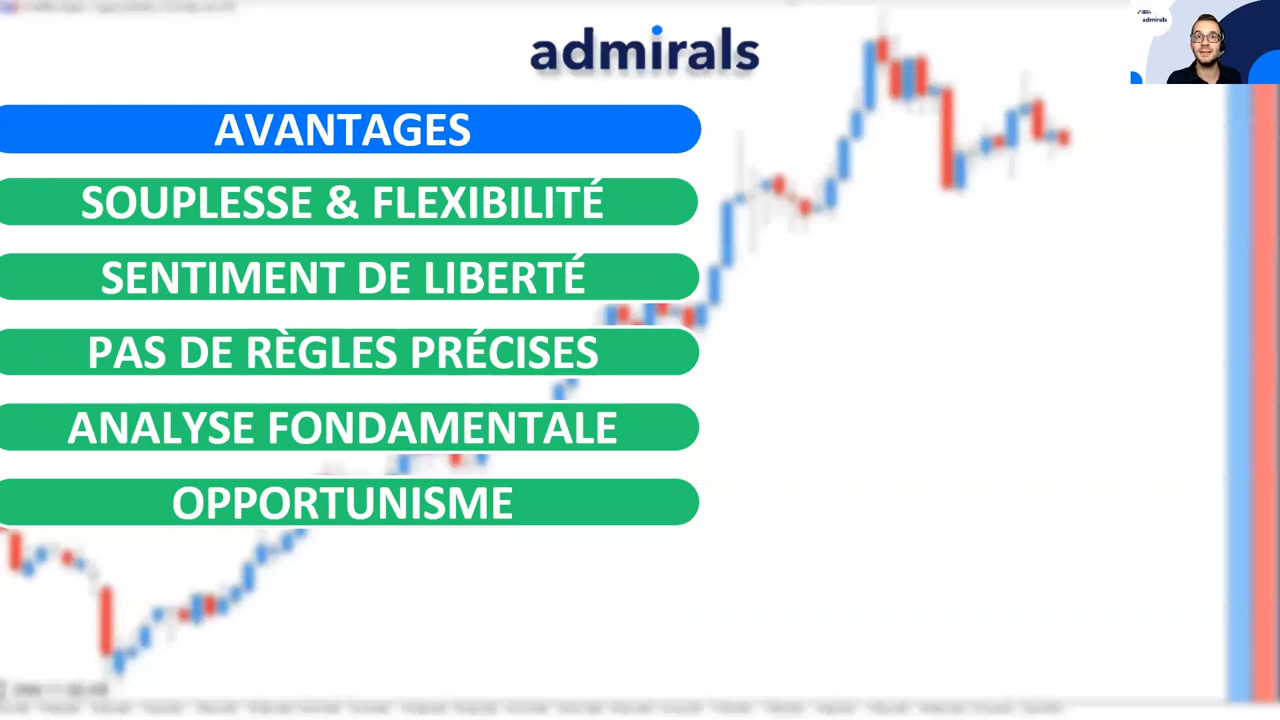 admirals
admirals
AVANTAGES
SOUPLESSE & FLEXIBILITÉ
SENTIMENT DE LIBERTÉ
PAS DE RÈGLES PRÉCISES
ANALYSE FONDAMENTALE
OPPORTUNISME